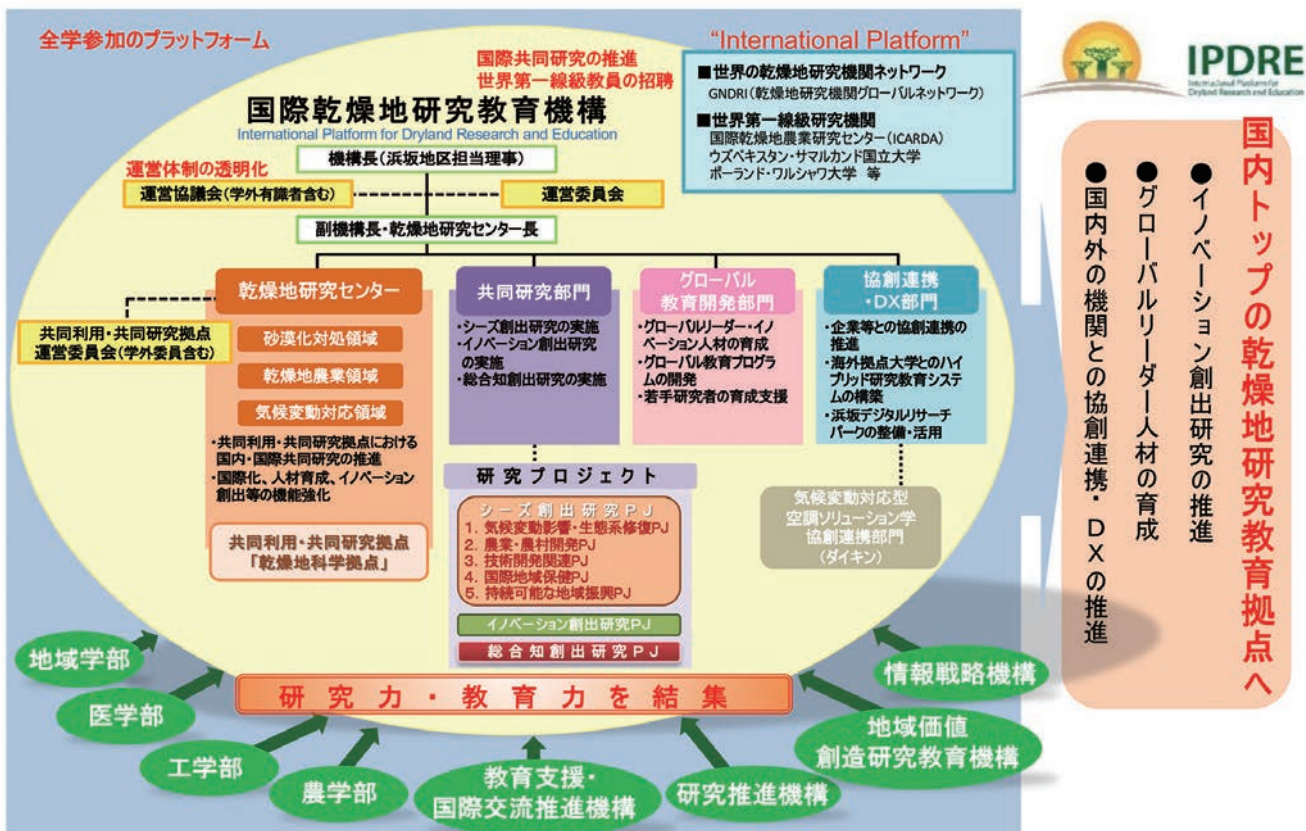 全学参加のプラットフォーム
国際共同研究の推進
世界第一線級教員の招聘
国際乾燥地研究教育機構
International Platform for Dryland Research and Education
機構長(浜坂地区担当理事)
運営体制の透明化
運営協議会(学外有識者含む)
運営委員会
副機構長・乾燥地研究センター長
“International Platform”
■世界の乾燥地研究機関ネットワーク
GNDRI(乾燥地研究機関グローバルネットワーク)
■世界第一線級研究機関
国際乾燥地農業研究センター(ICARDA)
ウズベキスタン・サマルカンド国立大学
ポーランド・ワルシャワ大学 等
乾燥地研究センター
共同利用・共同研究拠点
運営委員会(学外委員含む)
砂漠化対処領域
乾燥地農業領域
気候変動対応領域
・共同利用・共同研究拠点における
国内・国際共同研究の推進
・国際化、人材育成、イノベーション
創出等の機能強化
共同利用・共同研究拠点
「乾燥地科学拠点」
共同研究部門
・シーズ創出研究の実施
・イノベーション創出研究
の実施
・総合知創出研究の実施
グローバル
教育開発部門
・グローバルリーダー・イノ
ベーション人材の育成
・グローバル教育プログラ
ムの開発
・若手研究者の育成支援
協創連携
・DX部門
・企業等との協創連携の
推進
・海外拠点大学とのハイ
ブリッド研究教育システ
ムの構築
・浜坂デジタルリサーチ
パークの整備・活用
研究プロジェクト
シーズ創出研究PJ
1. 気候変動影響・生態系修復PJ
2. 農業・農村開発PJ
3. 技術開発関連PJ
4. 国際地域保健PJ
5. 持続可能な地域振興PJ
イノベーション創出研究PJ
総合知創出研究PJ
気候変動対応型
空調ソリューション学
協創連携部門
(ダイキン)
研究力・教育力を結集
地域学部
医学部
工学部
農学部
教育支援・
国際交流推進機構
研究推進機構
地域価値
創造研究教育機構
情報戦略機構
IPDRE
International Platform for
Dryland Research and Education
国内トップの乾燥地研究教育拠点へ
●イノベーション創出研究の推進
●グローバルリーダー人材の育成
●国内外の機関との協創連携・DXの推進